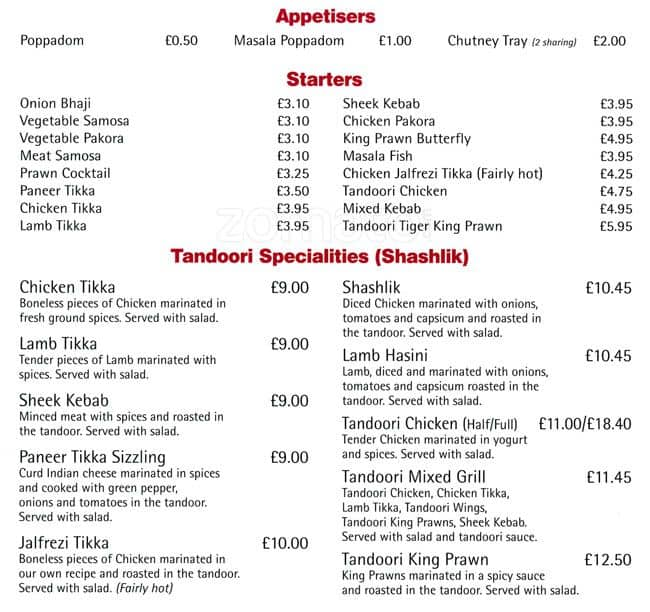 Appetisers
Poppadom £0.50 Masala Poppadom £1.00 Chutney Tray (2 sharing) £2.00
Starters
Onion Bhaji £3.10
Vegetable Samosa £3.10
Vegetable Pakora £3.10
Meat Samosa £3.10
Prawn Cocktail £3.25
Paneer Tikka £3.50
Chicken Tikka £3.95
Lamb Tikka £3.95
Sheek Kebab £3.95
Chicken Pakora £3.95
King Prawn Butterfly £4.95
Masala Fish £3.95
Chicken Jalfrezi Tikka (Fairly hot) £4.25
Tandoori Chicken £4.75
Mixed Kebab £4.95
Tandoori Tiger King Prawn £5.95
zomato
Tandoori Specialities (Shashlik)
Chicken Tikka £9.00
Boneless pieces of Chicken marinated in
fresh ground spices. Served with salad.
Lamb Tikka £9.00
Tender pieces of Lamb marinated with
spices. Served with salad.
Sheek Kebab £9.00
Minced meat with spices and roasted in
the tandoor. Served with salad.
Paneer Tikka Sizzling £9.00
Curd Indian cheese marinated in spices
and cooked with green pepper,
onions and tomatoes in the tandoor.
Served with salad.
Jalfrezi Tikka £10.00
Boneless pieces of Chicken marinated in
our own recipe and roasted in the tandoor.
Served with salad. (Fairly hot)
Shashlik £10.45
Diced Chicken marinated with onions,
tomatoes and capsicum and roasted in
the tandoor. Served with salad.
Lamb Hasini £10.45
Lamb, diced and marinated with onions,
tomatoes and capsicum roasted in the
tandoor. Served with salad.
Tandoori Chicken (Half/Full) £11.00/£18.40
Tender Chicken marinated in yogurt
and spices. Served with salad.
Tandoori Mixed Grill £11.45
Tandoori Chicken, Chicken Tikka,
Lamb Tikka, Tandoori Wings,
Tandoori King Prawns, Sheek Kebab.
Served with salad and tandoori sauce.
Tandoori King Prawn £12.50
King Prawns marinated in a spicy sauce
and roasted in the tandoor. Served with salad.